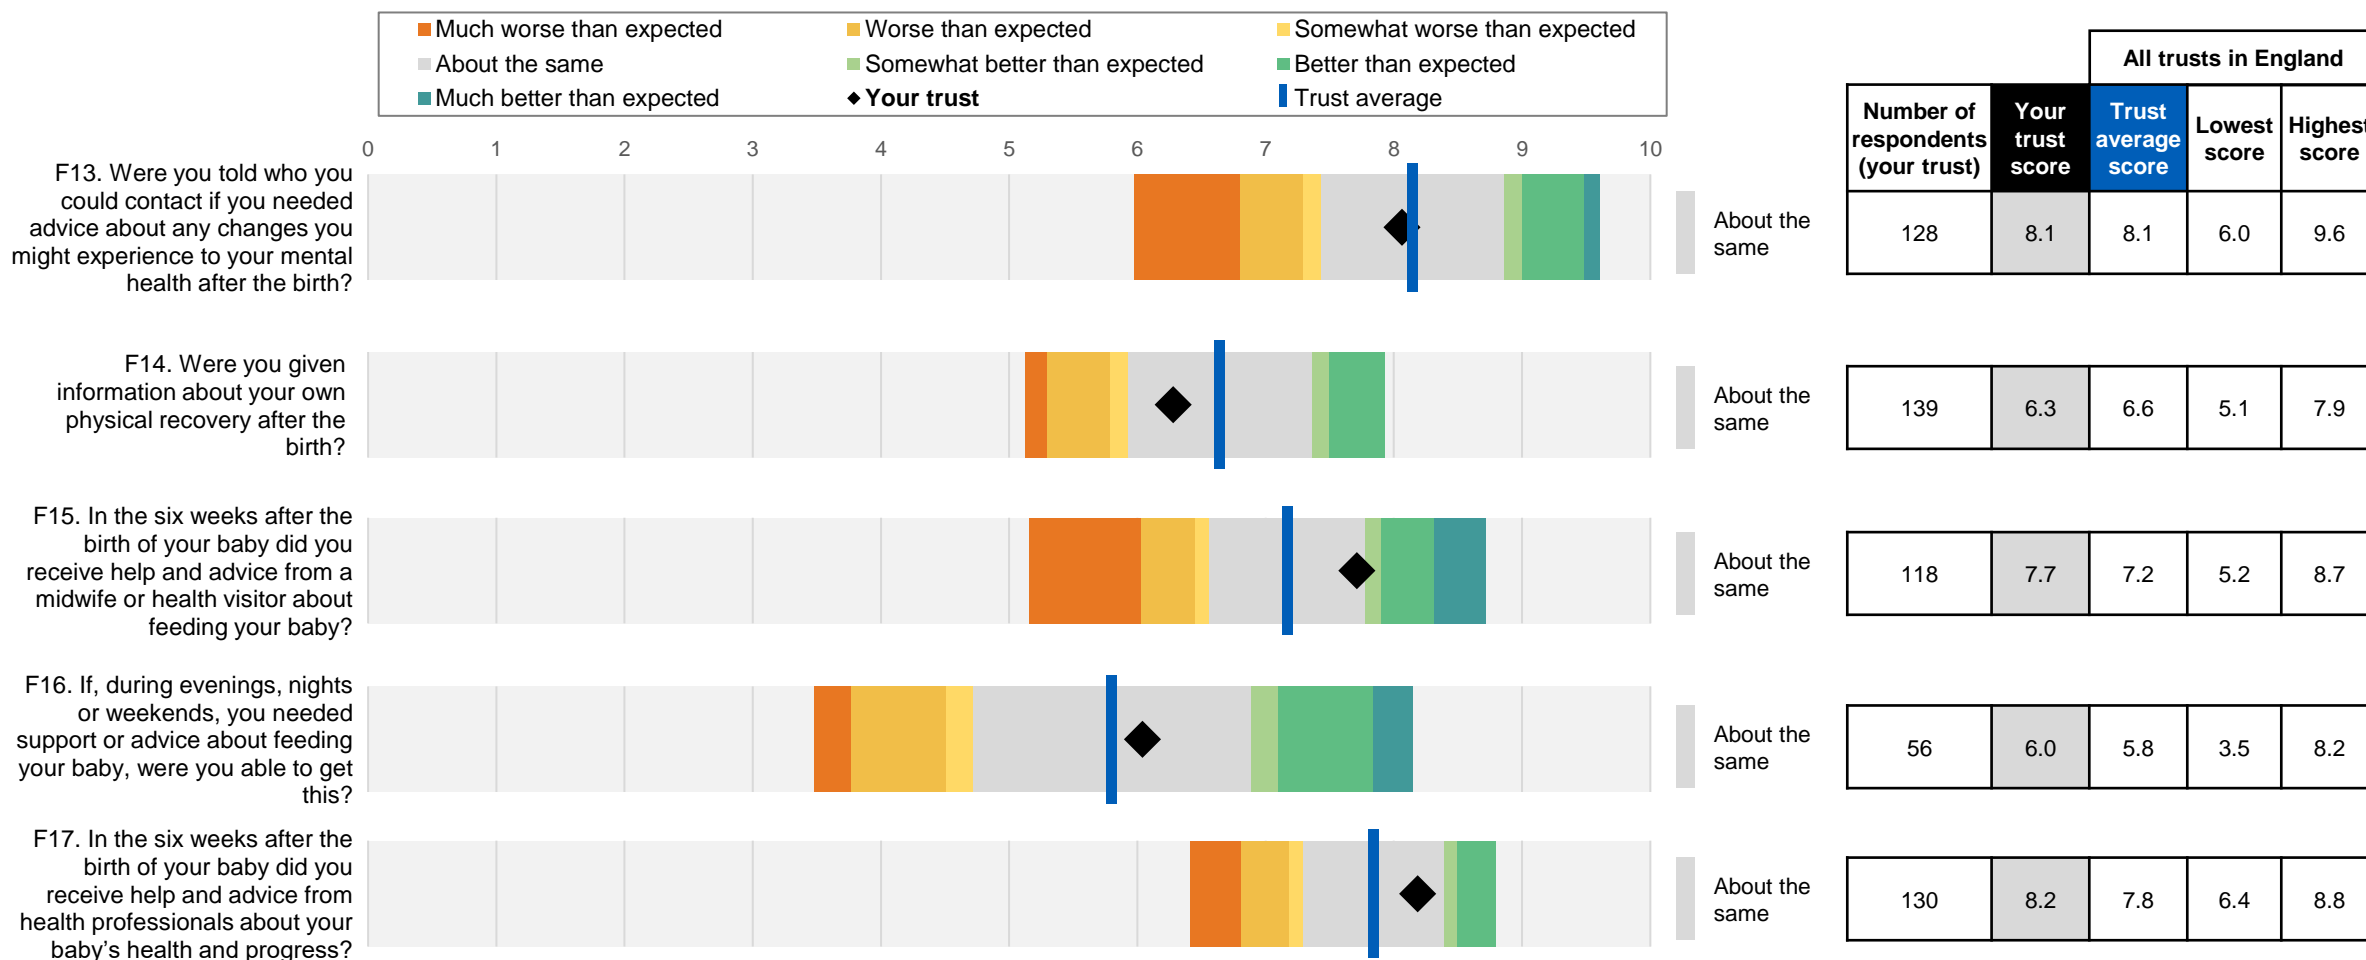 Much worse than expected
Worse than expected
Somewhat worse than expected
About the same
Somewhat better than expected
Better than expected
Much better than expected
Your trust
Trust average
All trusts in England
Number of
respondents
(your trust)
Your
trust
score
Trust
average
score
Lowest
score
Highest
score
0 1 2 3 4 5 6 7 8 9 10
F13. Were you told who you
could contact if you needed
advice about any changes you
might experience to your mental
health after the birth?
About the
same
128 8.1 8.1 6.0 9.6
F14. Were you given
information about your own
physical recovery after the
birth?
About the
same
139 6.3 6.6 5.1 7.9
F15. In the six weeks after the
birth of your baby did you
receive help and advice from a
midwife or health visitor about
feeding your baby?
About the
same
118 7.7 7.2 5.2 8.7
F16. If, during evenings, nights
or weekends, you needed
support or advice about feeding
your baby, were you able to get
this?
About the
same
56 6.0 5.8 3.5 8.2
F17. In the six weeks after the
birth of your baby did you
receive help and advice from
health professionals about your
baby’s health and progress?
About the
same
130 8.2 7.8 6.4 8.8